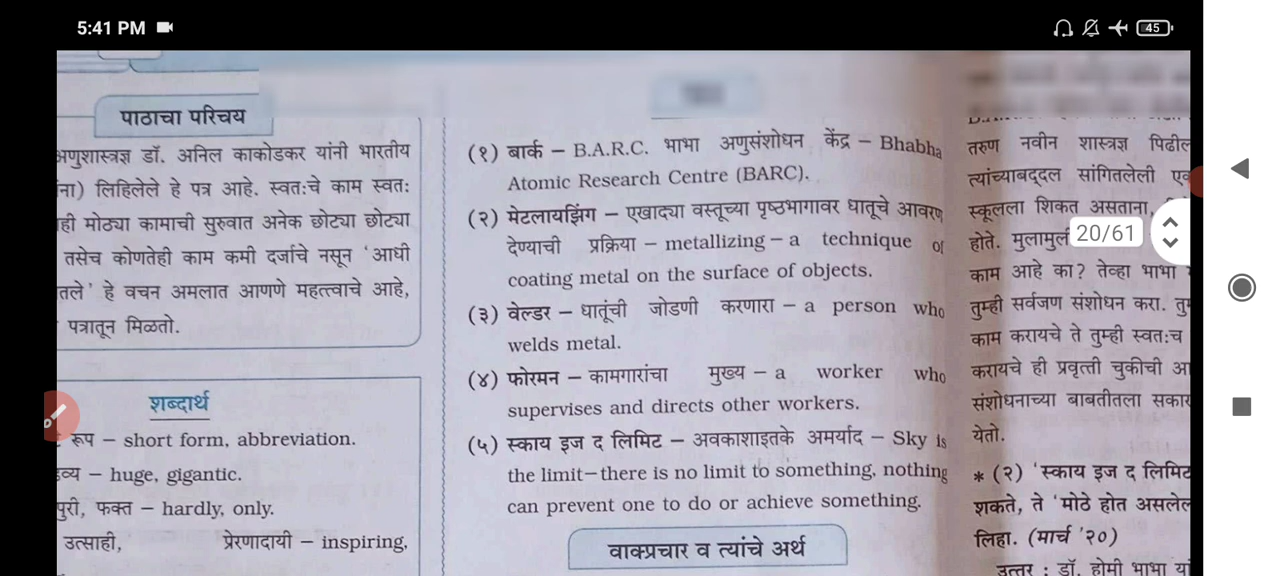 5:41 PM
45
पाठाचा परिचय
अणुशास्त्रज्ञ डॉ. अनिल काकोडकर यांनी भारतीय
लिहिलेले हे पत्र आहे. स्वतःचे काम स्वतः
मोठ्या कामाची सुरुवात अनेक छोट्या छोट्या
तसेच कोणतेही काम कमी दर्जाचे नसून 'आधी
हे वचन अमलात आणणे महत्त्वाचे आहे,
पत्रातून मिळतो.
शब्दार्थ
रूप – short form, abbreviation.
– huge, gigantic.
फक्त – hardly, only.
उत्साही, प्रेरणादायी – inspiring,
(१) बार्क – B.A.R.C. भाभा अणुसंशोधन केंद्र – Bhabha
Atomic Research Centre (BARC).
(२) मेटलायझिंग – एखाद्या वस्तूच्या पृष्ठभागावर धातूचे आवरण
देण्याची प्रक्रिया – metallizing – a technique of
coating metal on the surface of objects.
(३) वेल्डर – धातूंची जोडणी करणारा – a person who
welds metal.
(४) फोरमन – कामगारांचा मुख्य – a worker who
supervises and directs other workers.
(५) स्काय इज द लिमिट – अवकाशाइतके अमर्याद – Sky is
the limit—there is no limit to something, nothing
can prevent one to do or achieve something.
वाक्प्रचार व त्यांचे अर्थ
तरुण नवीन शास्त्रज्ञ
त्यांच्याबद्दल सांगितलेली
स्कूलला शिकत असताना,
होते.
20/61
काम आहे का? तेव्हा भाभा
तुम्ही सर्वजण संशोधन करा.
काम करायचे ते तुम्ही स्वतःच
करायचे ही प्रवृत्ती चुकीची
संशोधनाच्या बाबतीतला
येतो.
* (२) 'स्काय इज द लिमिट
शकते, ते 'मोठे होत
लिहा. (मार्च '२०)
उत्तर : डॉ. होमी भाभा